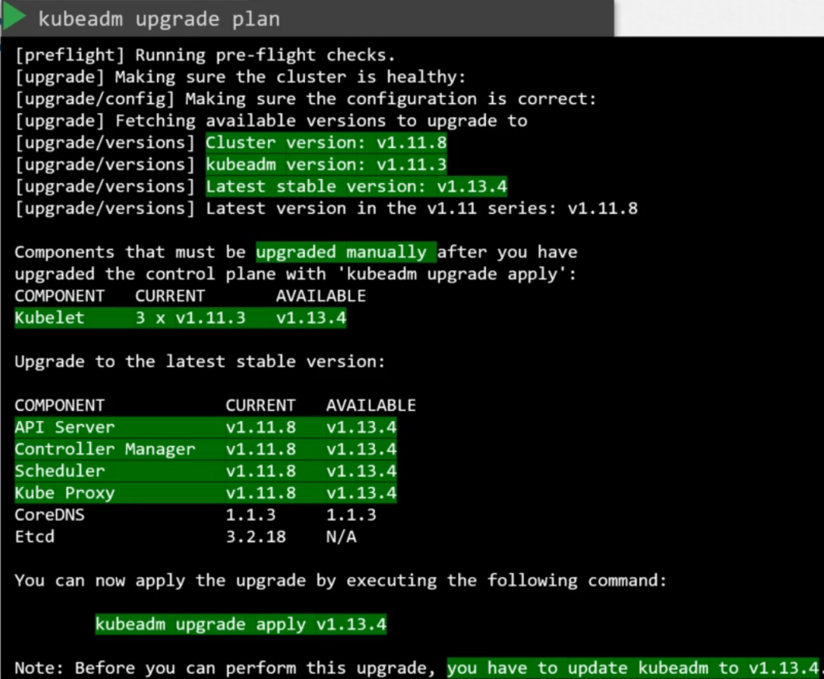 kubeadm upgrade plan
[preflight] Running pre-flight checks.
[upgrade] Making sure the cluster is healthy:
[upgrade/config] Making sure the configuration is correct:
[upgrade] Fetching available versions to upgrade to
[upgrade/versions] Cluster version: v1.11.8
[upgrade/versions] kubeadm version: v1.11.3
[upgrade/versions] Latest stable version: v1.13.4
[upgrade/versions] Latest version in the v1.11 series: v1.11.8
Components that must be upgraded manually after you have
upgraded the control plane with 'kubeadm upgrade apply':
COMPONENT   CURRENT       AVAILABLE
Kubelet     3 x v1.11.3   v1.13.4
Upgrade to the latest stable version:
COMPONENT            CURRENT   AVAILABLE
API Server           v1.11.8   v1.13.4
Controller Manager   v1.11.8   v1.13.4
Scheduler            v1.11.8   v1.13.4
Kube Proxy           v1.11.8   v1.13.4
CoreDNS              1.1.3     1.1.3
Etcd                 3.2.18    N/A
You can now apply the upgrade by executing the following command:
kubeadm upgrade apply v1.13.4
Note: Before you can perform this upgrade, you have to update kubeadm to v1.13.4.